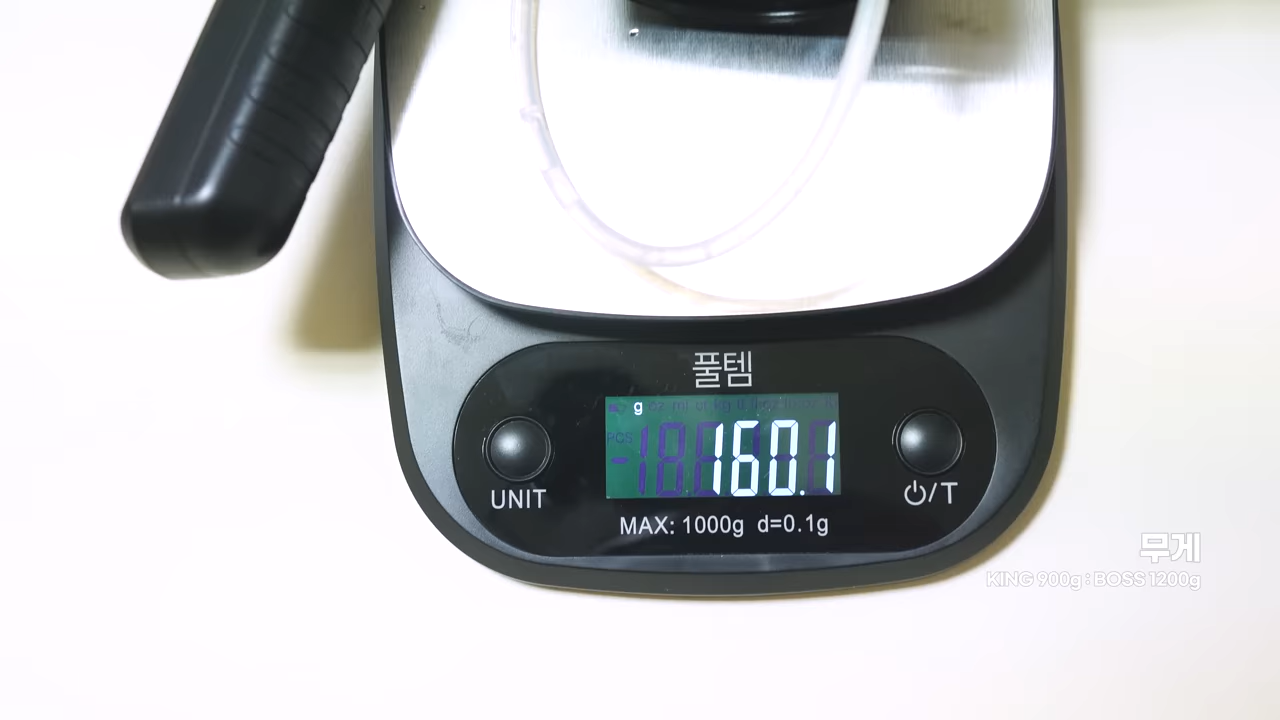 풀템
g
160.1
PCS
UNIT
/T
MAX: 1000g d=0.1g
무게
KING 900g : BOSS 1200g